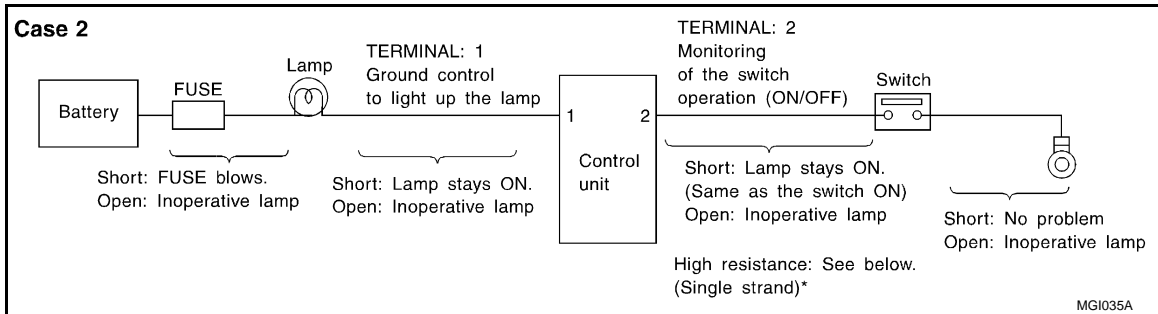 Case 2
Battery
FUSE
Lamp
TERMINAL: 1
Ground control
to light up the lamp
1
2
Control
unit
TERMINAL: 2
Monitoring
of the switch
operation (ON/OFF)
Switch
Short: FUSE blows.
Open: Inoperative lamp
Short: Lamp stays ON.
Open: Inoperative lamp
Short: Lamp stays ON.
(Same as the switch ON)
Open: Inoperative lamp
High resistance: See below.
(Single strand)*
Short: No problem
Open: Inoperative lamp
MGI035A